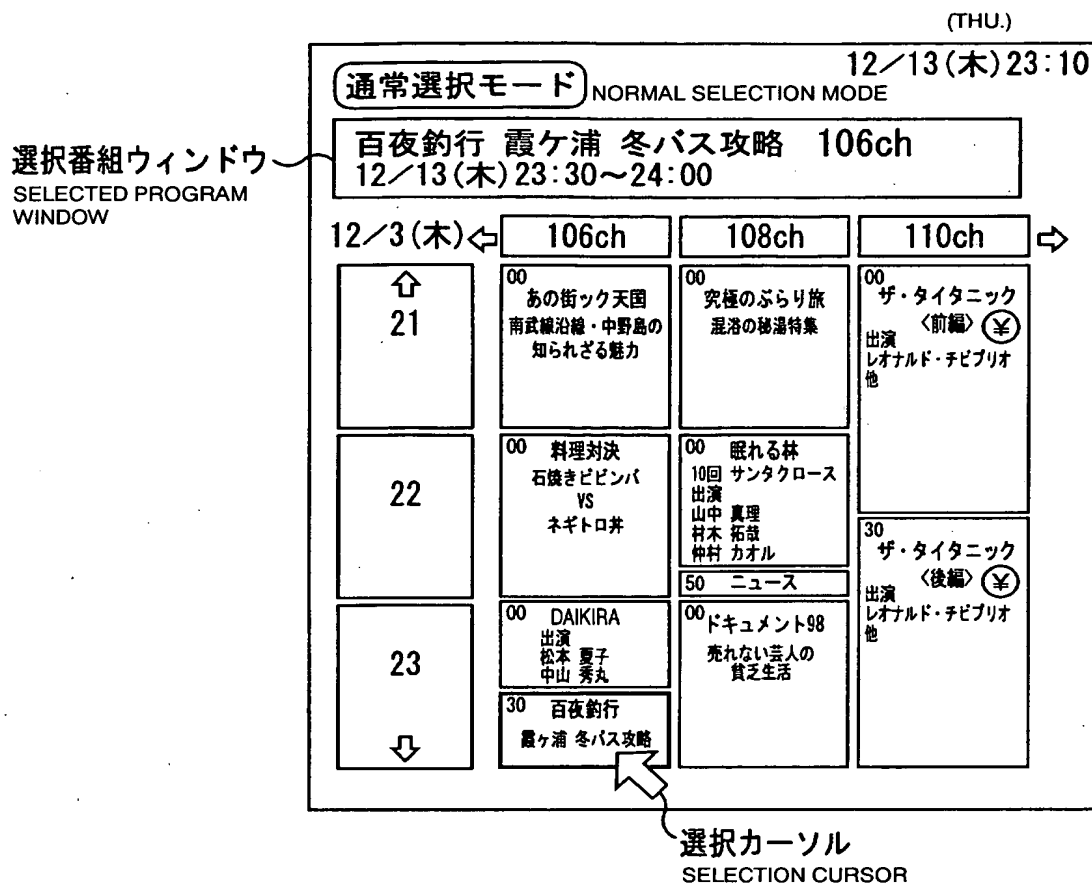 (THU.)
12/13(木)23:10
通常選択モード
NORMAL SELECTION MODE
選択番組ウィンドウ
SELECTED PROGRAM
WINDOW
百夜釣行 霞ケ浦 冬バス攻略 106ch
12/13(木)23:30~24:00
12/3(木) 106ch 108ch 110ch
21
00
あの街ック天国
南武線沿線・中野島の
知られざる魅力
00
究極のぶらり旅
混浴の秘湯特集
00
ザ・タイタニック
〈前編〉
出演
レオナルド・チビプリオ
他
22
00 料理対決
石焼きビビンバ
VS
ネギトロ丼
00 眠れる林
10回 サンタクロース
出演
山中 真理
村木 拓哉
仲村 カオル
50 ニュース
30
ザ・タイタニック
〈後編〉
出演
レオナルド・チビプリオ
他
23
00 DAIKIRA
出演
松本 夏子
中山 秀丸
30 百夜釣行
霞ヶ浦 冬バス攻略
00 ドキュメント98
売れない芸人の
貧乏生活
選択カーソル
SELECTION CURSOR